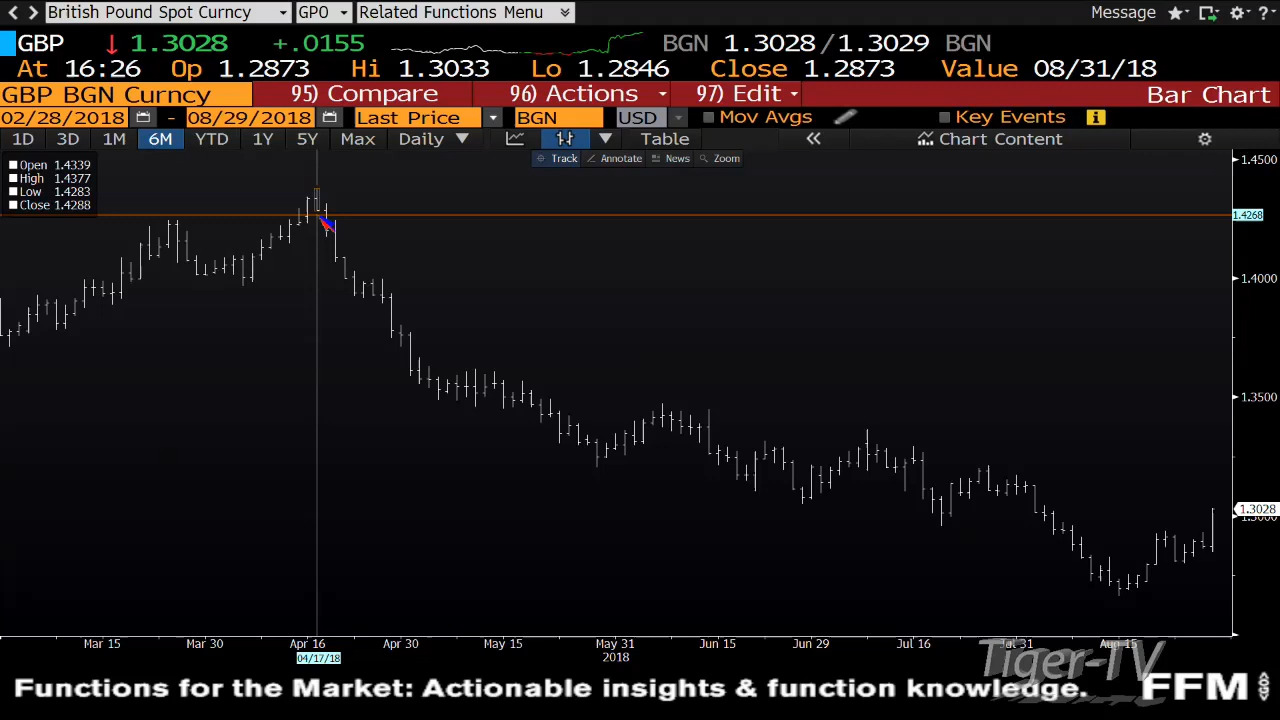 British Pound Spot Curncy GPO Related Functions Menu Message ?
GBP ↓ 1.3028 +.0155 BGN 1.3028/1.3029 BGN
At 16:26 Op 1.2873 Hi 1.3033 Lo 1.2846 Close 1.2873 Value 08/31/18
GBP BGN Curncy 95) Compare 96) Actions 97) Edit Bar Chart
02/28/2018 - 08/29/2018 Last Price BGN USD Mov Avgs Key Events i
1D 3D 1M 6M YTD 1Y 5Y Max Daily ▼ Table « Chart Content
Track Annotate News Zoom
Open 1.4339
High 1.4377
Low 1.4283
Close 1.4288
1.4500
1.4268
1.4000
1.3500
1.3028
1.3000
Mar 15 Mar 30 Apr 16 Apr 30 May 15 May 31 Jun 15 Jun 29 Jul 16 Jul 31 Aug 15
04/17/18 2018
Tiger-TV
Functions for the Market: Actionable insights & function knowledge. FFM